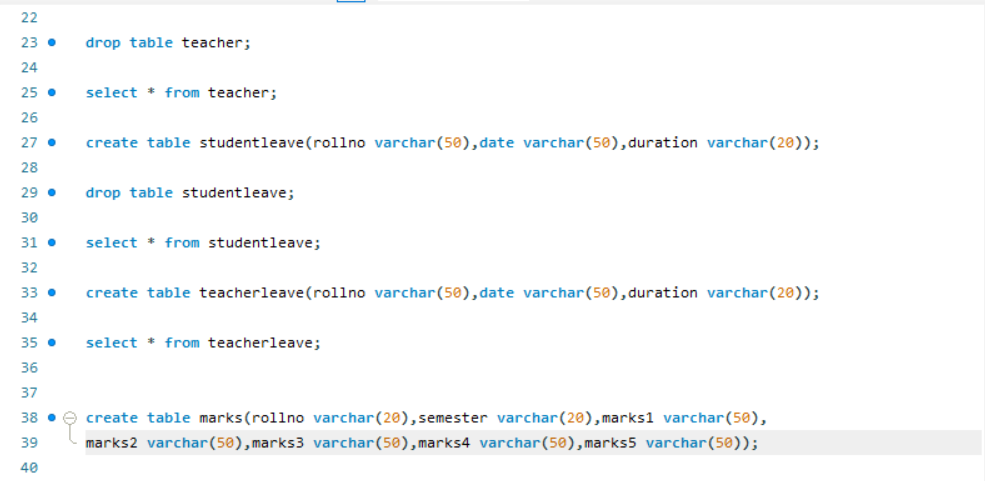 22
23 drop table teacher;
24
25 select * from teacher;
26
27 create table studentleave(rollno varchar(50),date varchar(50),duration varchar(20));
28
29 drop table studentleave;
30
31 select * from studentleave;
32
33 create table teacherleave(rollno varchar(50),date varchar(50),duration varchar(20));
34
35 select * from teacherleave;
36
37
38 create table marks(rollno varchar(20),semester varchar(20),marks1 varchar(50),
39 marks2 varchar(50),marks3 varchar(50),marks4 varchar(50),marks5 varchar(50));
40